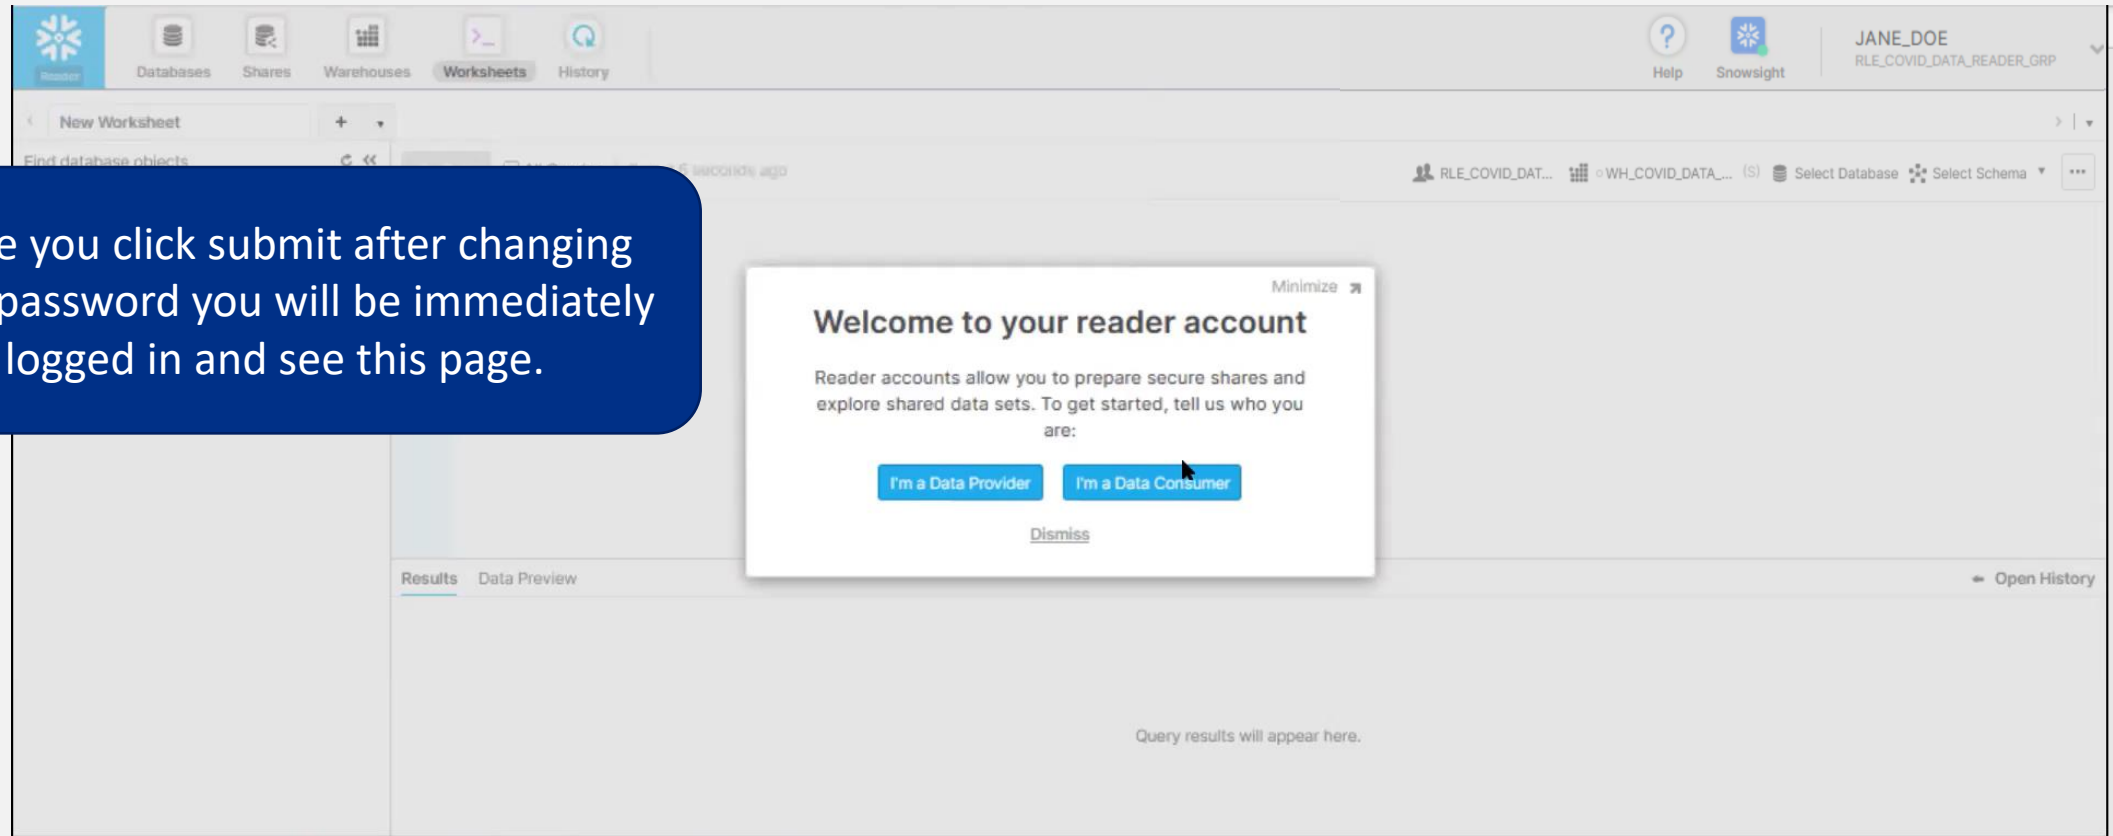 Reader
Databases
Shares
Warehouses
Worksheets
History
Help
Snowsight
JANE_DOE
RLE_COVID_DATA_READER_GRP
New Worksheet
Find database objects
seconds ago
RLE_COVID_DAT...
WH_COVID_DATA_...
(S)
Select Database
Select Schema
e you click submit after changing
password you will be immediately
logged in and see this page.
Minimize
Welcome to your reader account
Reader accounts allow you to prepare secure shares and
explore shared data sets. To get started, tell us who you
are:
I'm a Data Provider
I'm a Data Consumer
Dismiss
Results
Data Preview
Open History
Query results will appear here.